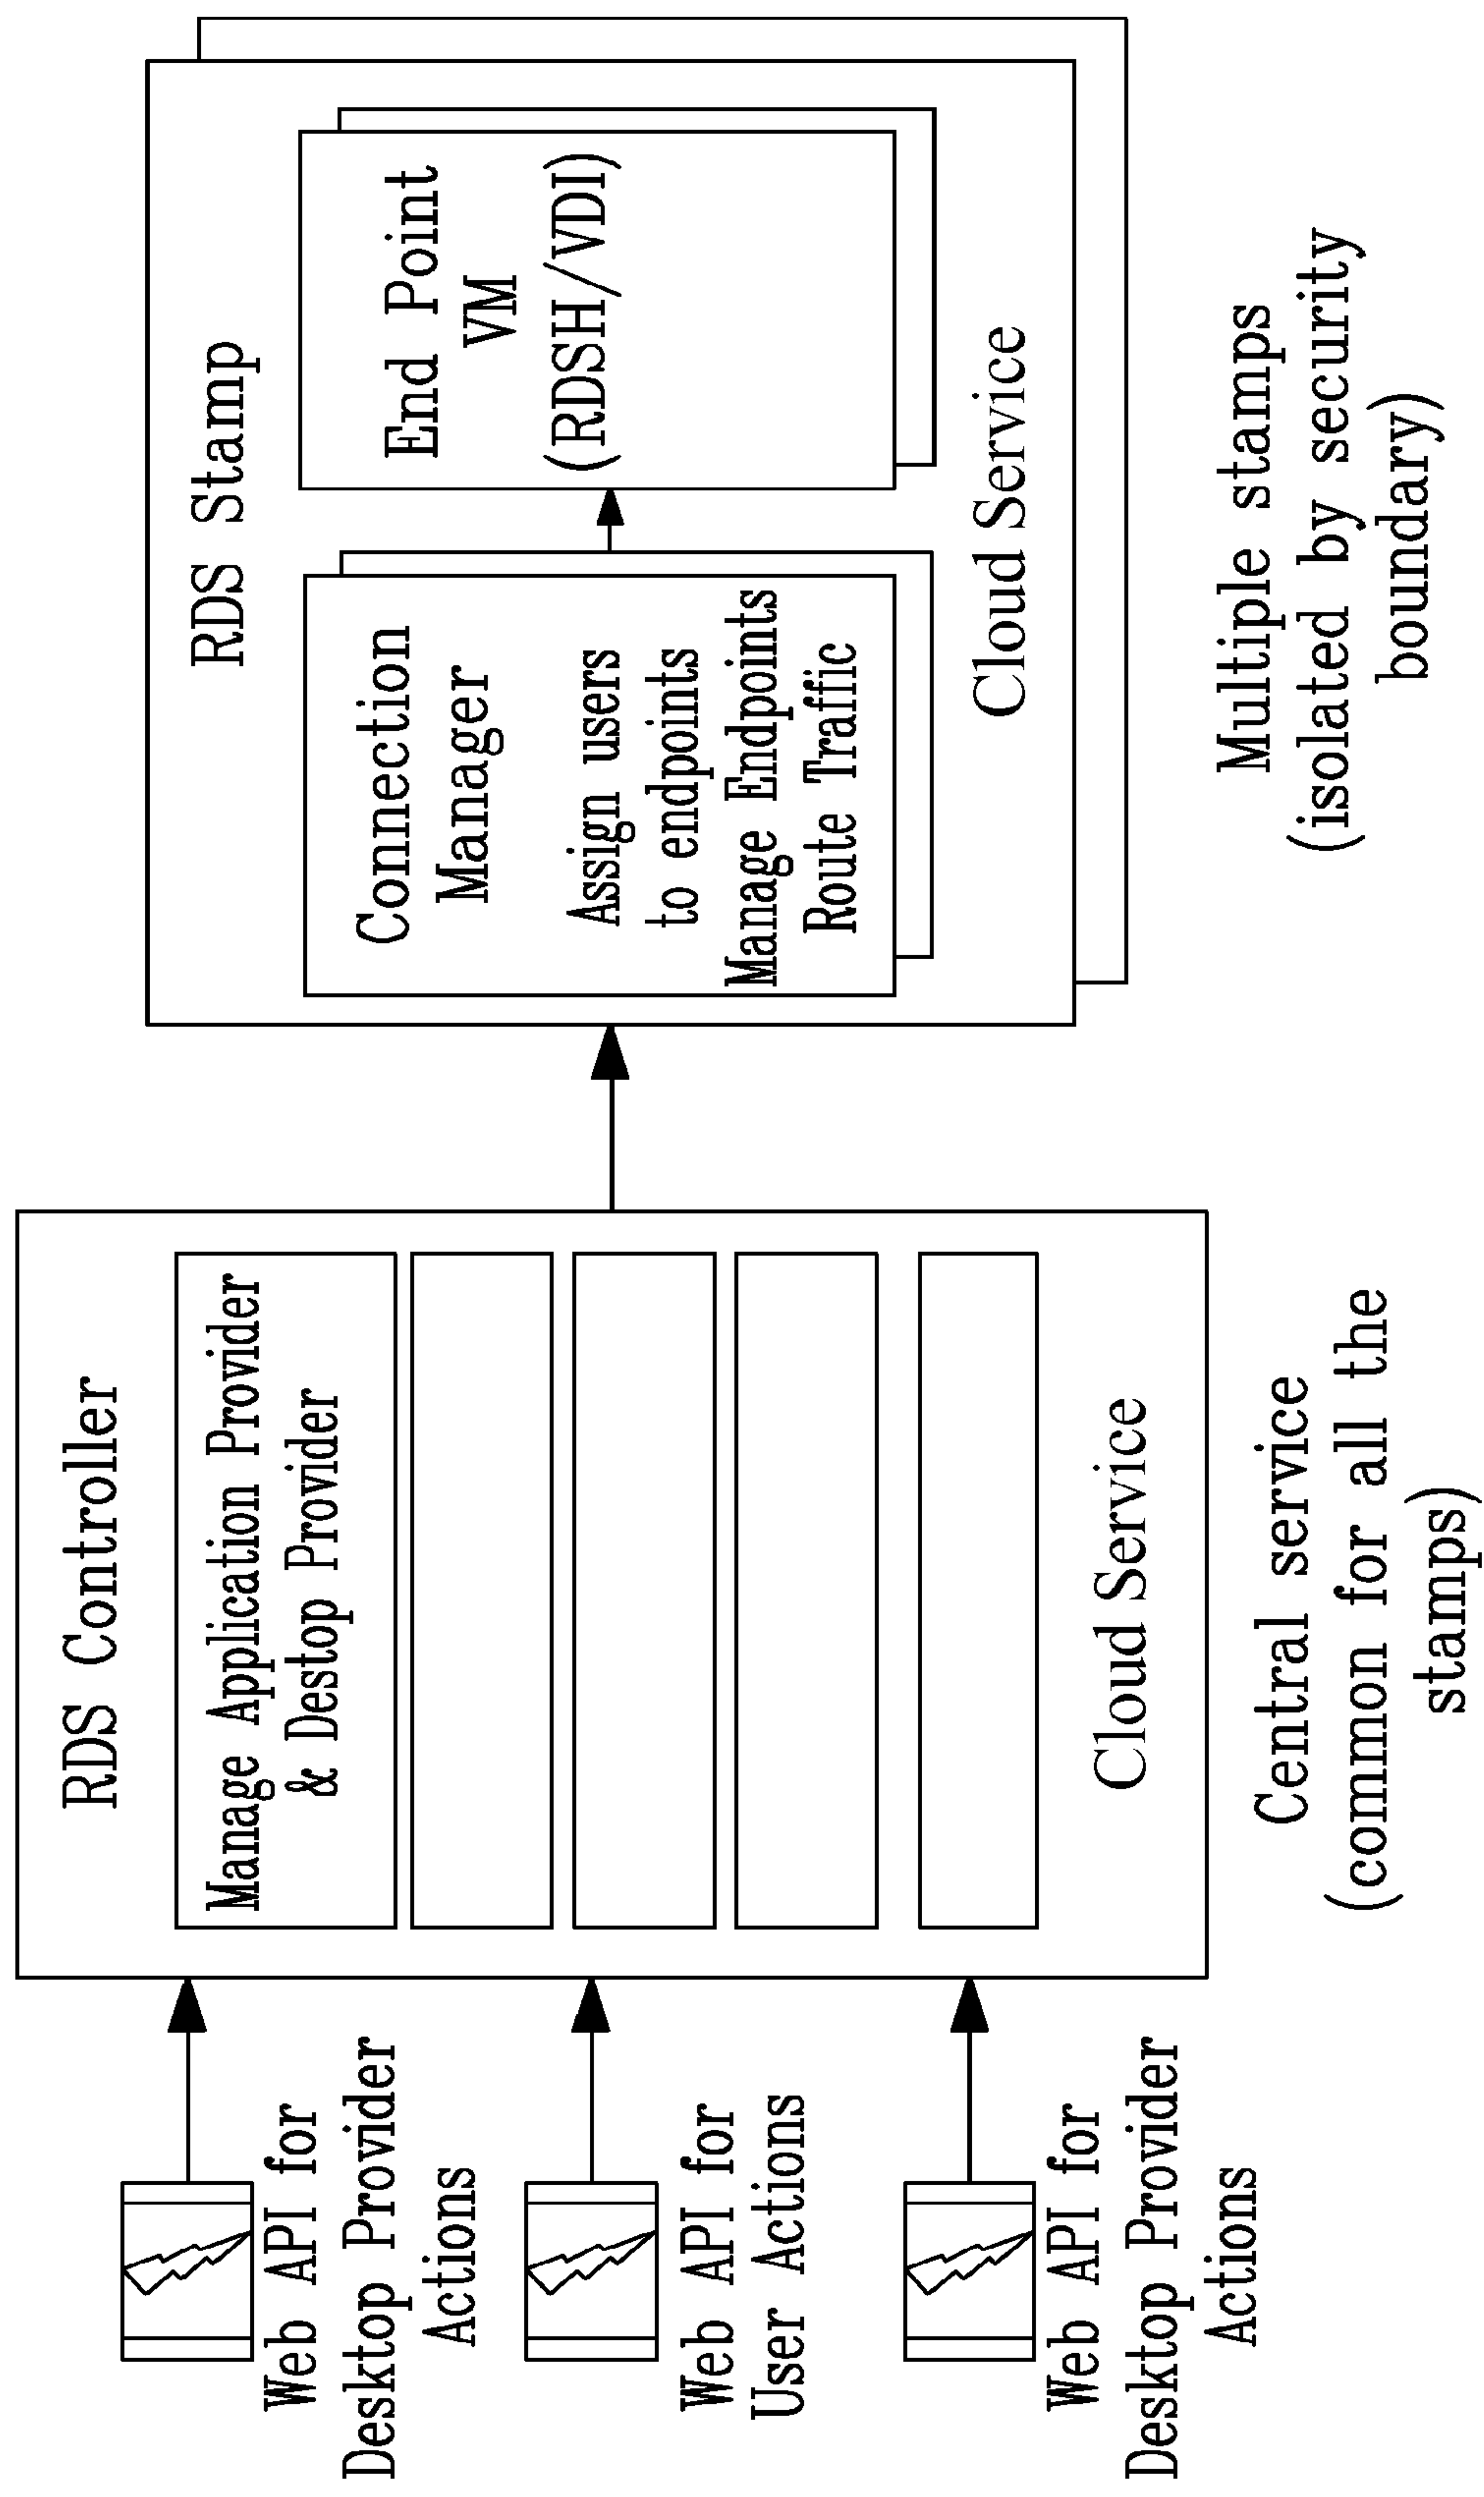 Web API for
Desktop Provider
Actions
Web API for
User Actions
Web API for
Desktop Provider
Actions
RDS Controller
Manage Application Provider
& Destop Provider
Cloud Service
Central service
(common for all the
stamps)
RDS Stamp
Connection
Manager
Assign users
to endpoints
Manage Endpoints
Route Traffic
End Point
VM
(RDSH/VDI)
Cloud Service
Multiple stamps
(isolated by security
boundary)